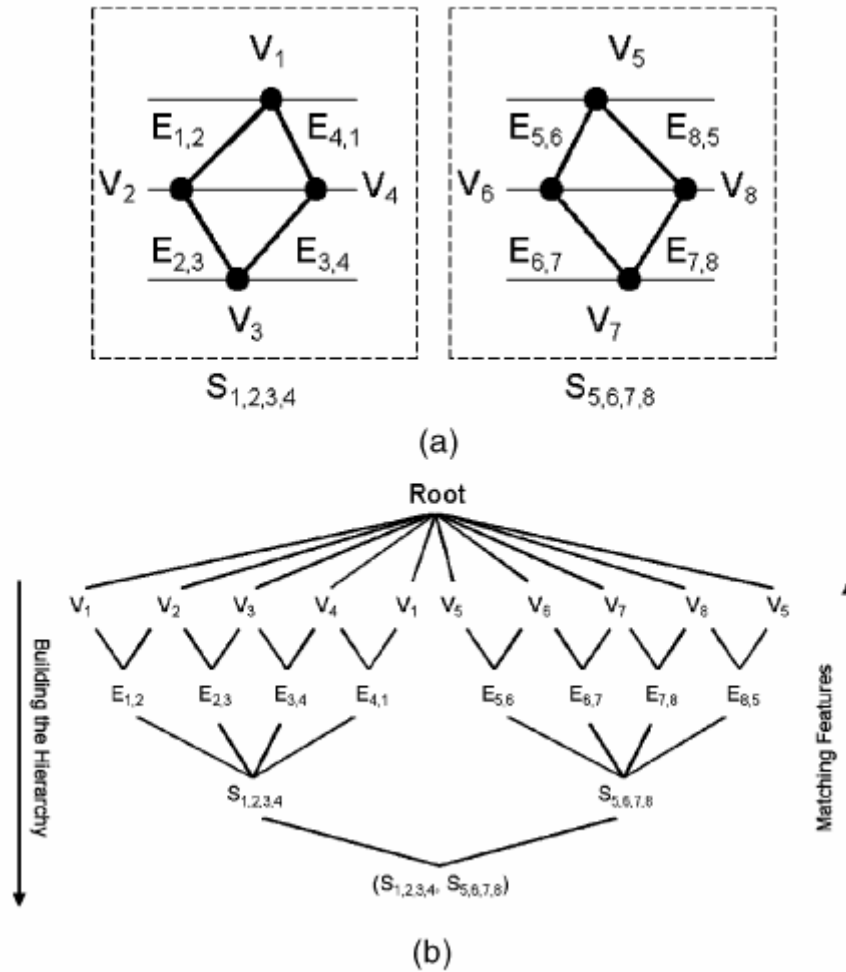 V1 V5
E1,2 E4,1 E5,6 E8,5
V2 V4 V6 V8
E2,3 E3,4 E6,7 E7,8
V3 V7
S1,2,3,4 S5,6,7,8
(a)
Root
V1 V2 V3 V4 V1 V5 V6 V7 V8 V5
E1,2 E2,3 E3,4 E4,1 E5,6 E6,7 E7,8 E8,5
S1,2,3,4 S5,6,7,8
(S1,2,3,4, S5,6,7,8)
Building the Hierarchy
Matching Features
(b)